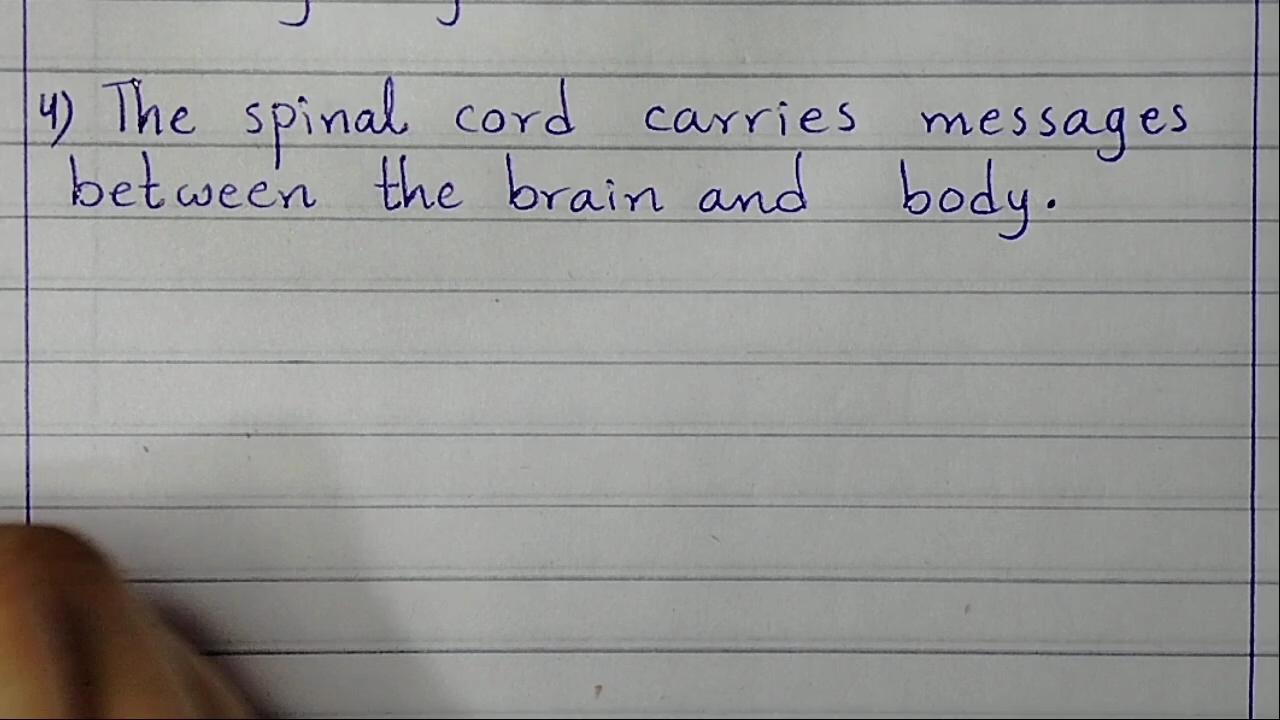 4) The spinal cord carries messages
between the brain and body.